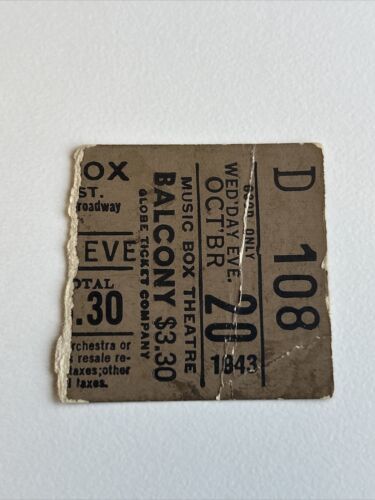 OX
ST.
roadway
EVE
OTAL
.30
rchestra or
s resale re-
taxes;other
d taxes.
MUSIC BOX THEATRE
BALCONY $3.30
GLOBE TICKET COMPANY
GOOD ONLY
WED'DAY EVE.
OCT'BR
20
1943
D 108